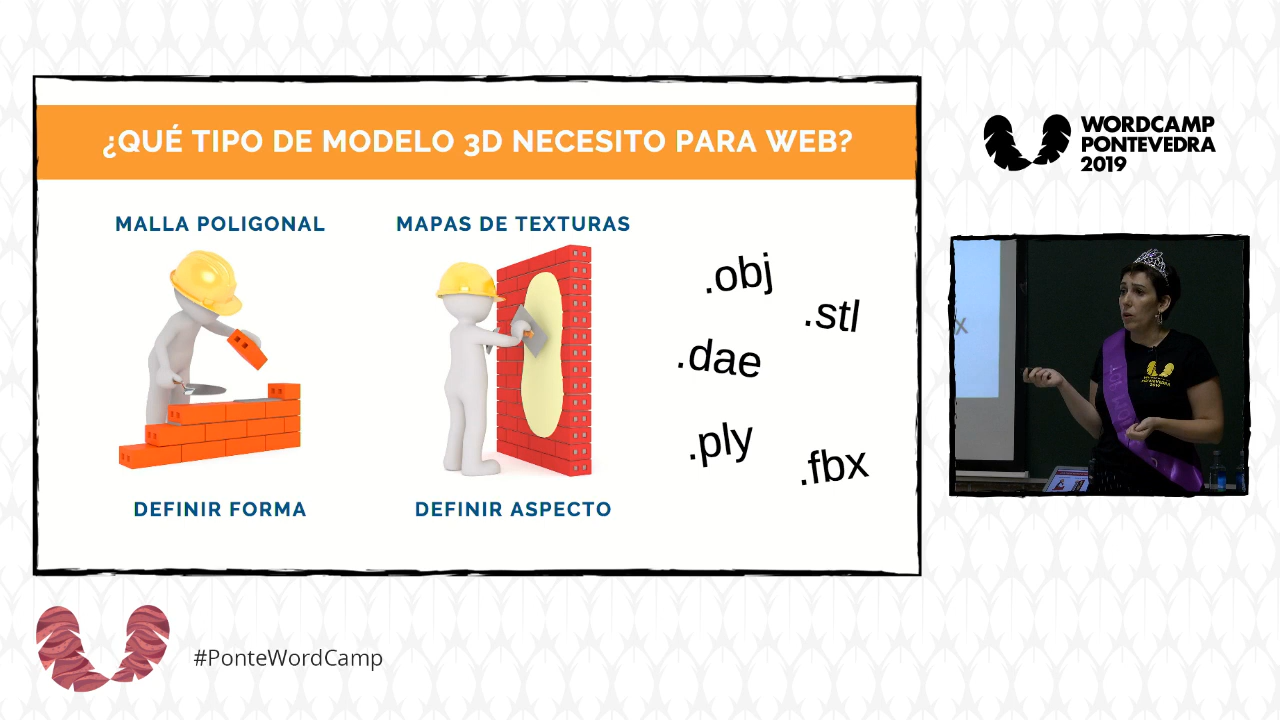 ¿QUÉ TIPO DE MODELO 3D NECESITO PARA WEB?
MALLA POLIGONAL
MAPAS DE TEXTURAS
.obj
.stl
.dae
.ply
.fbx
DEFINIR FORMA
DEFINIR ASPECTO
WORDCAMP
PONTEVEDRA
2019
x
#PonteWordCamp